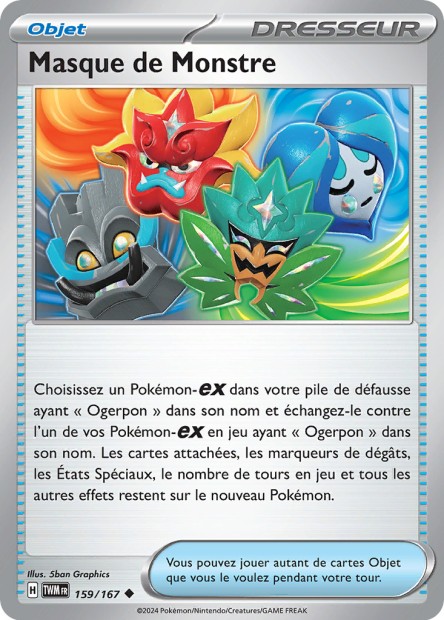 Objet
DRESSEUR
Masque de Monstre
Choisissez un Pokémon-ex dans votre pile de défausse
ayant « Ogerpon » dans son nom et échangez-le contre
l'un de vos Pokémon-ex en jeu ayant « Ogerpon » dans
son nom. Les cartes attachées, les marqueurs de dégâts,
les États Spéciaux, le nombre de tours en jeu et tous les
autres effets restent sur le nouveau Pokémon.
Vous pouvez jouer autant de cartes Objet
que vous le voulez pendant votre tour.
Illus. 5ban Graphics
H TWM FR 159/167
©2024 Pokémon/Nintendo/Creatures/GAME FREAK